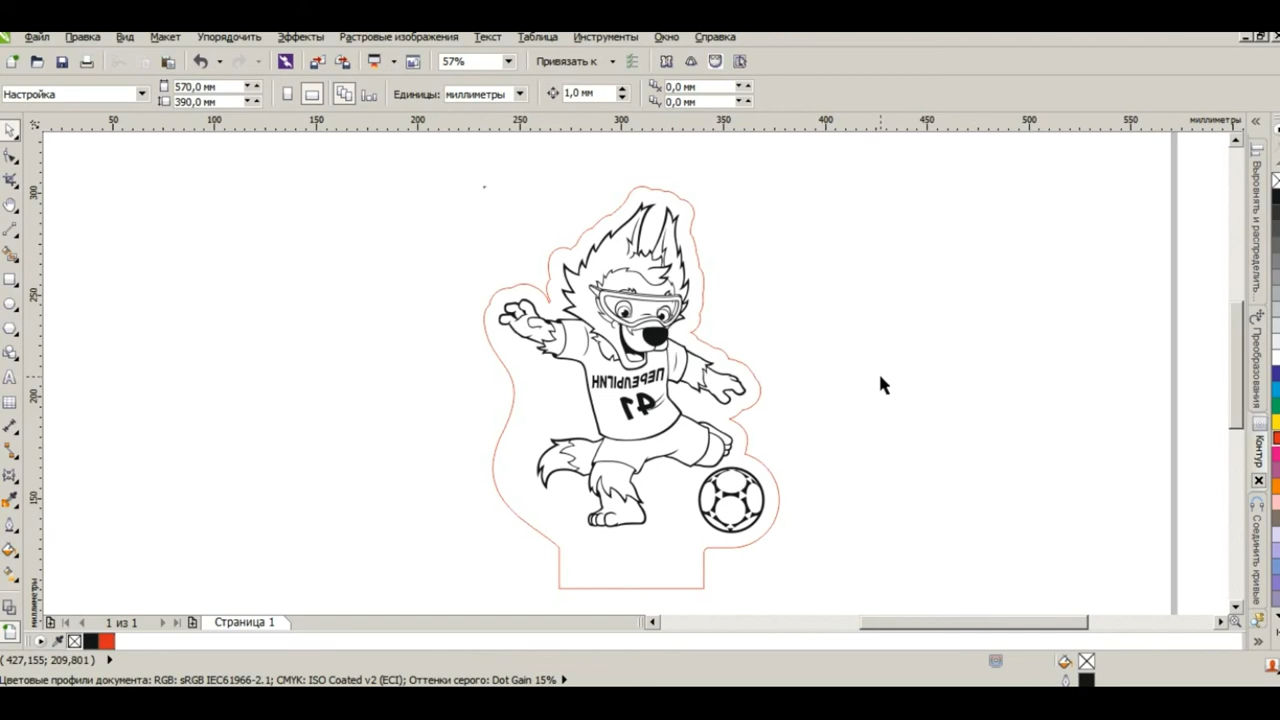 Файл Правка Вид Макет Упорядочить Эффекты Растровые изображения Текст Таблица Инструменты Окно Справка
57% Привязать к
Настройка 570,0 мм 390,0 мм Единицы: миллиметры 1,0 мм 0,0 мм 0,0 мм
50 100 150 200 250 300 350 400 450 500 550 миллиметры
300
250
200
150
миллиметры
ПЕРЕЛЫГИН
91
Выровнять и распределить...
Преобразования
Контур
Соединить кривые
1 из 1 Страница 1
( 427,155; 209,801 )
Цветовые профили документа: RGB: sRGB IEC61966-2.1; CMYK: ISO Coated v2 (ECI); Оттенки серого: Dot Gain 15%